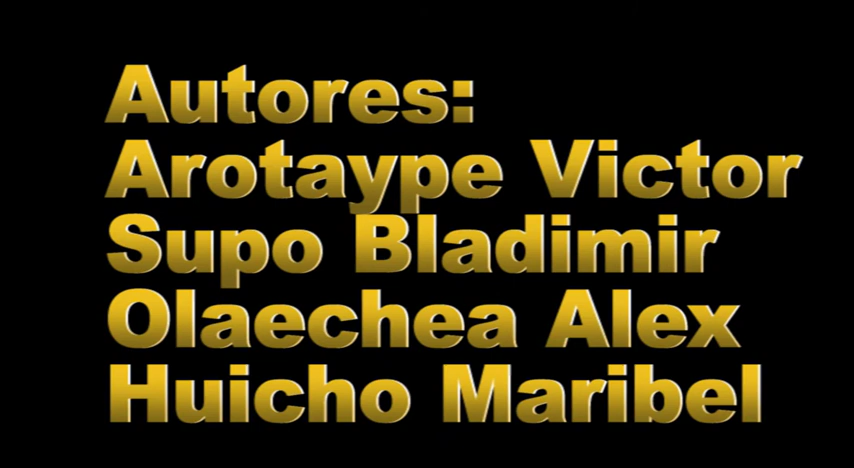 Autores:
Arotaype Victor
Supo Bladimir
Olaechea Alex
Huicho Maribel